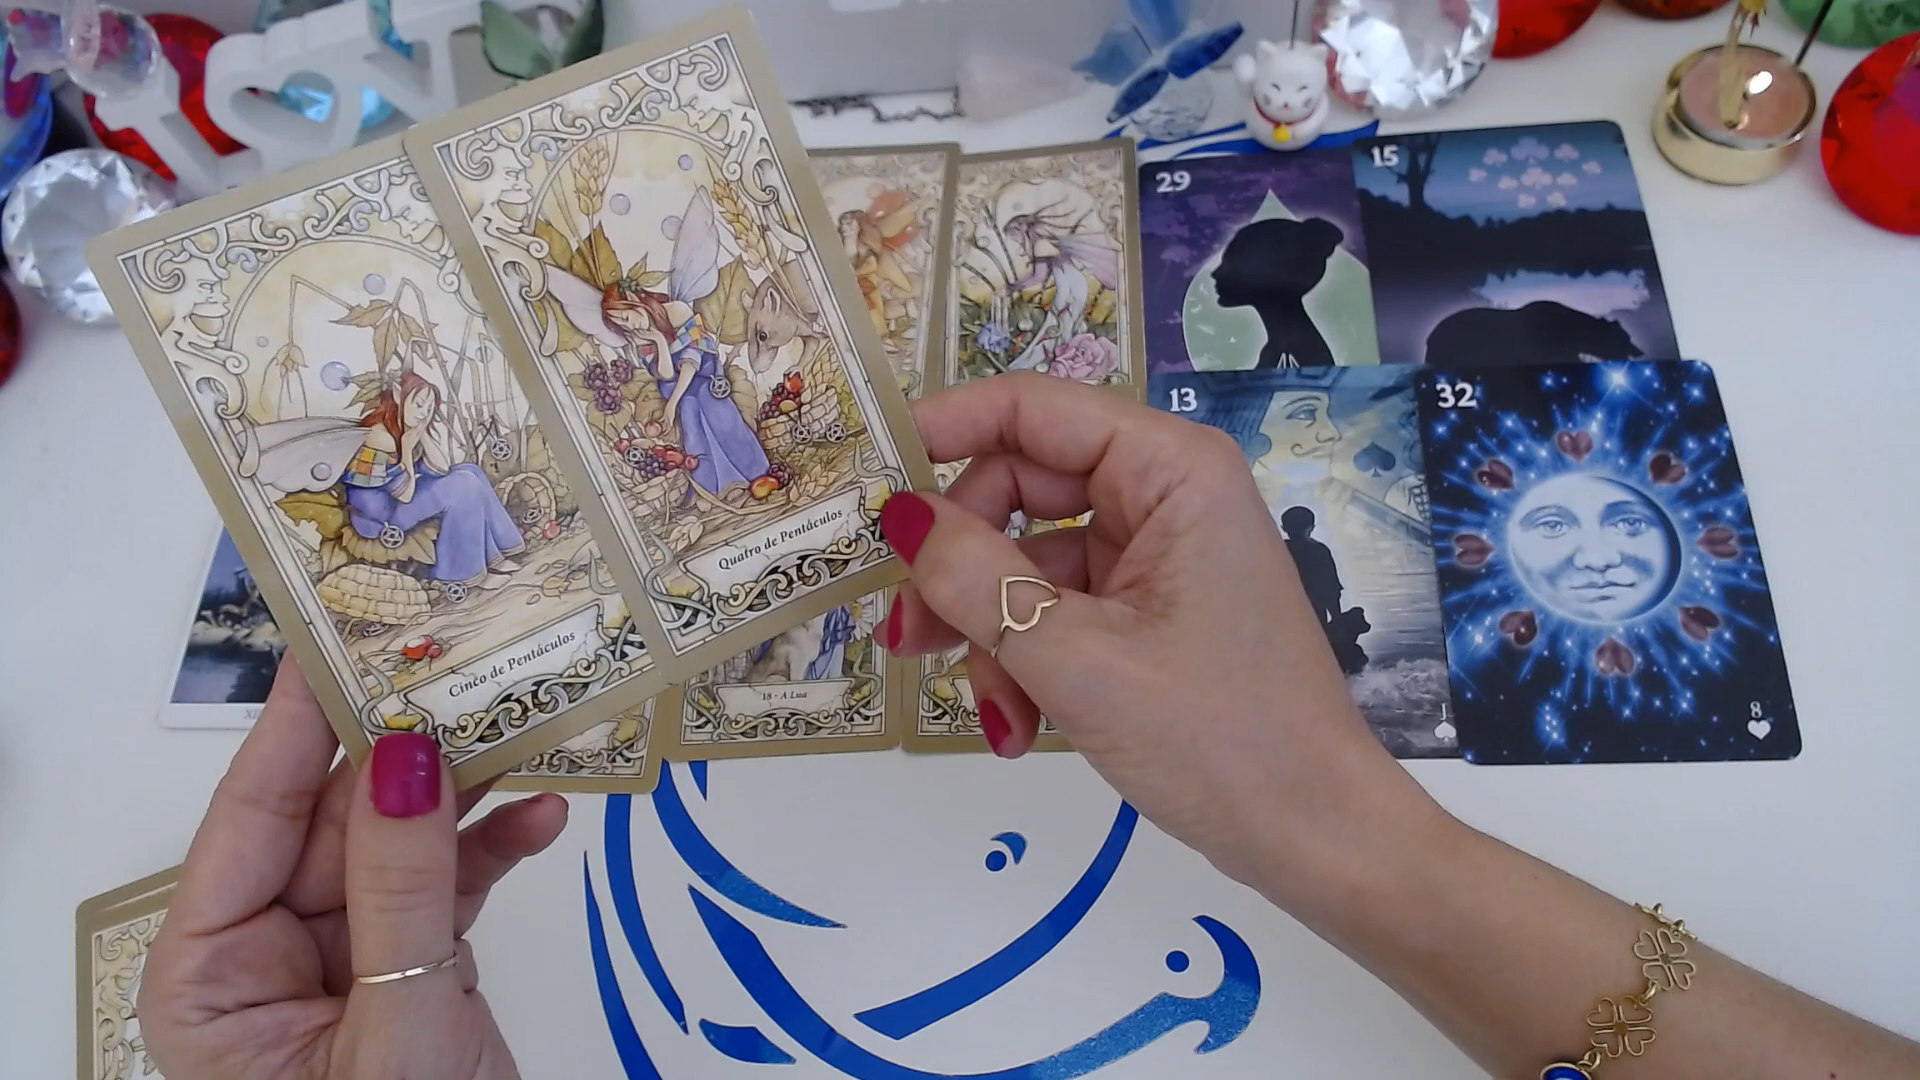 29
15
13
32
Quatro de Pentáculos
Cinco de Pentáculos
18 - A Lua
J
8